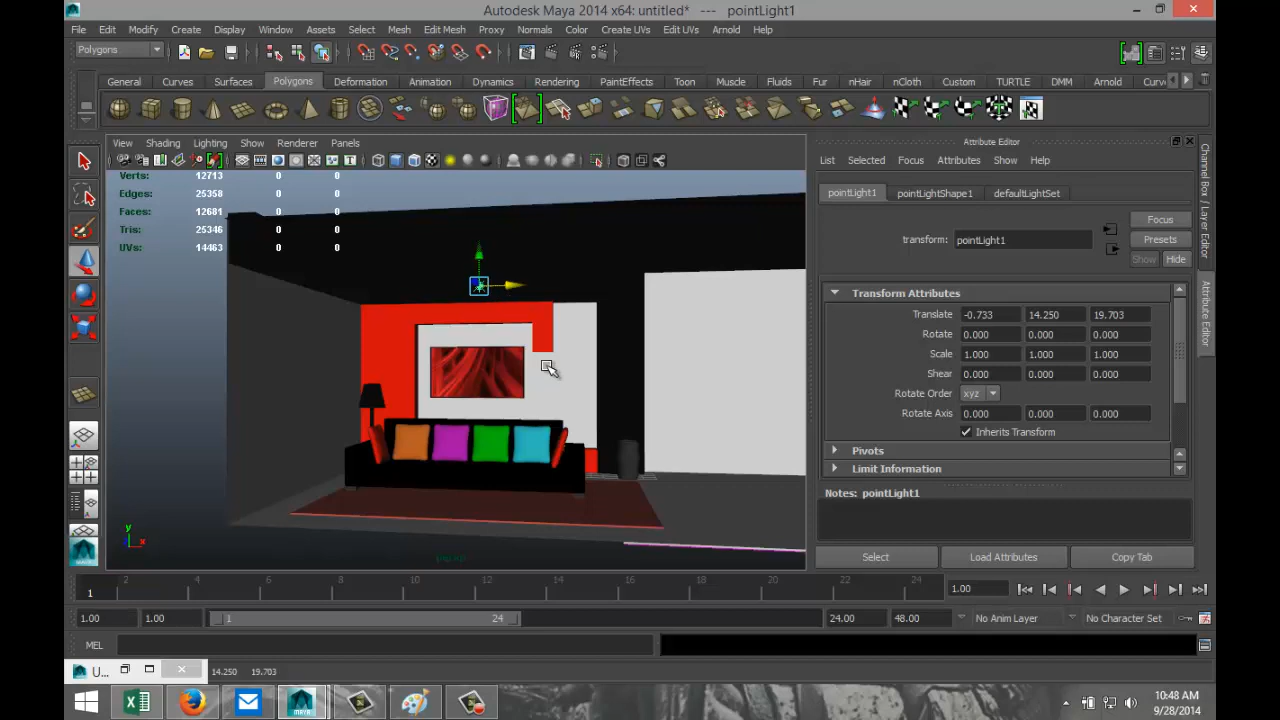 Autodesk Maya 2014 x64: untitled* --- pointLight1
File Edit Modify Create Display Window Assets Select Mesh Edit Mesh Proxy Normals Color Create UVs Edit UVs Arnold Help
Polygons
General Curves Surfaces Polygons Deformation Animation Dynamics Rendering PaintEffects Toon Muscle Fluids Fur nHair nCloth Custom TURTLE DMM Arnold Curv
View Shading Lighting Show Renderer Panels
Verts: 12713 0 0
Edges: 25358 0 0
Faces: 12681 0 0
Tris: 25346 0 0
UVs: 14463 0 0
y
x
persp
Attribute Editor
List Selected Focus Attributes Show Help
pointLight1 pointLightShape1 defaultLightSet
Focus
transform: pointLight1
Presets
Show Hide
Transform Attributes
Translate -0.733 14.250 19.703
Rotate 0.000 0.000 0.000
Scale 1.000 1.000 1.000
Shear 0.000 0.000 0.000
Rotate Order xyz
Rotate Axis 0.000 0.000 0.000
Inherits Transform
Pivots
Limit Information
Notes: pointLight1
Select Load Attributes Copy Tab
Channel Box / Layer Editor
Attribute Editor
2 4 6 8 10 12 14 16 18 20 22 24
1
1.00
1.00 1.00 1 24 24.00 48.00 No Anim Layer No Character Set
MEL
U... 14.250 19.703
MAYA
10:48 AM
9/28/2014